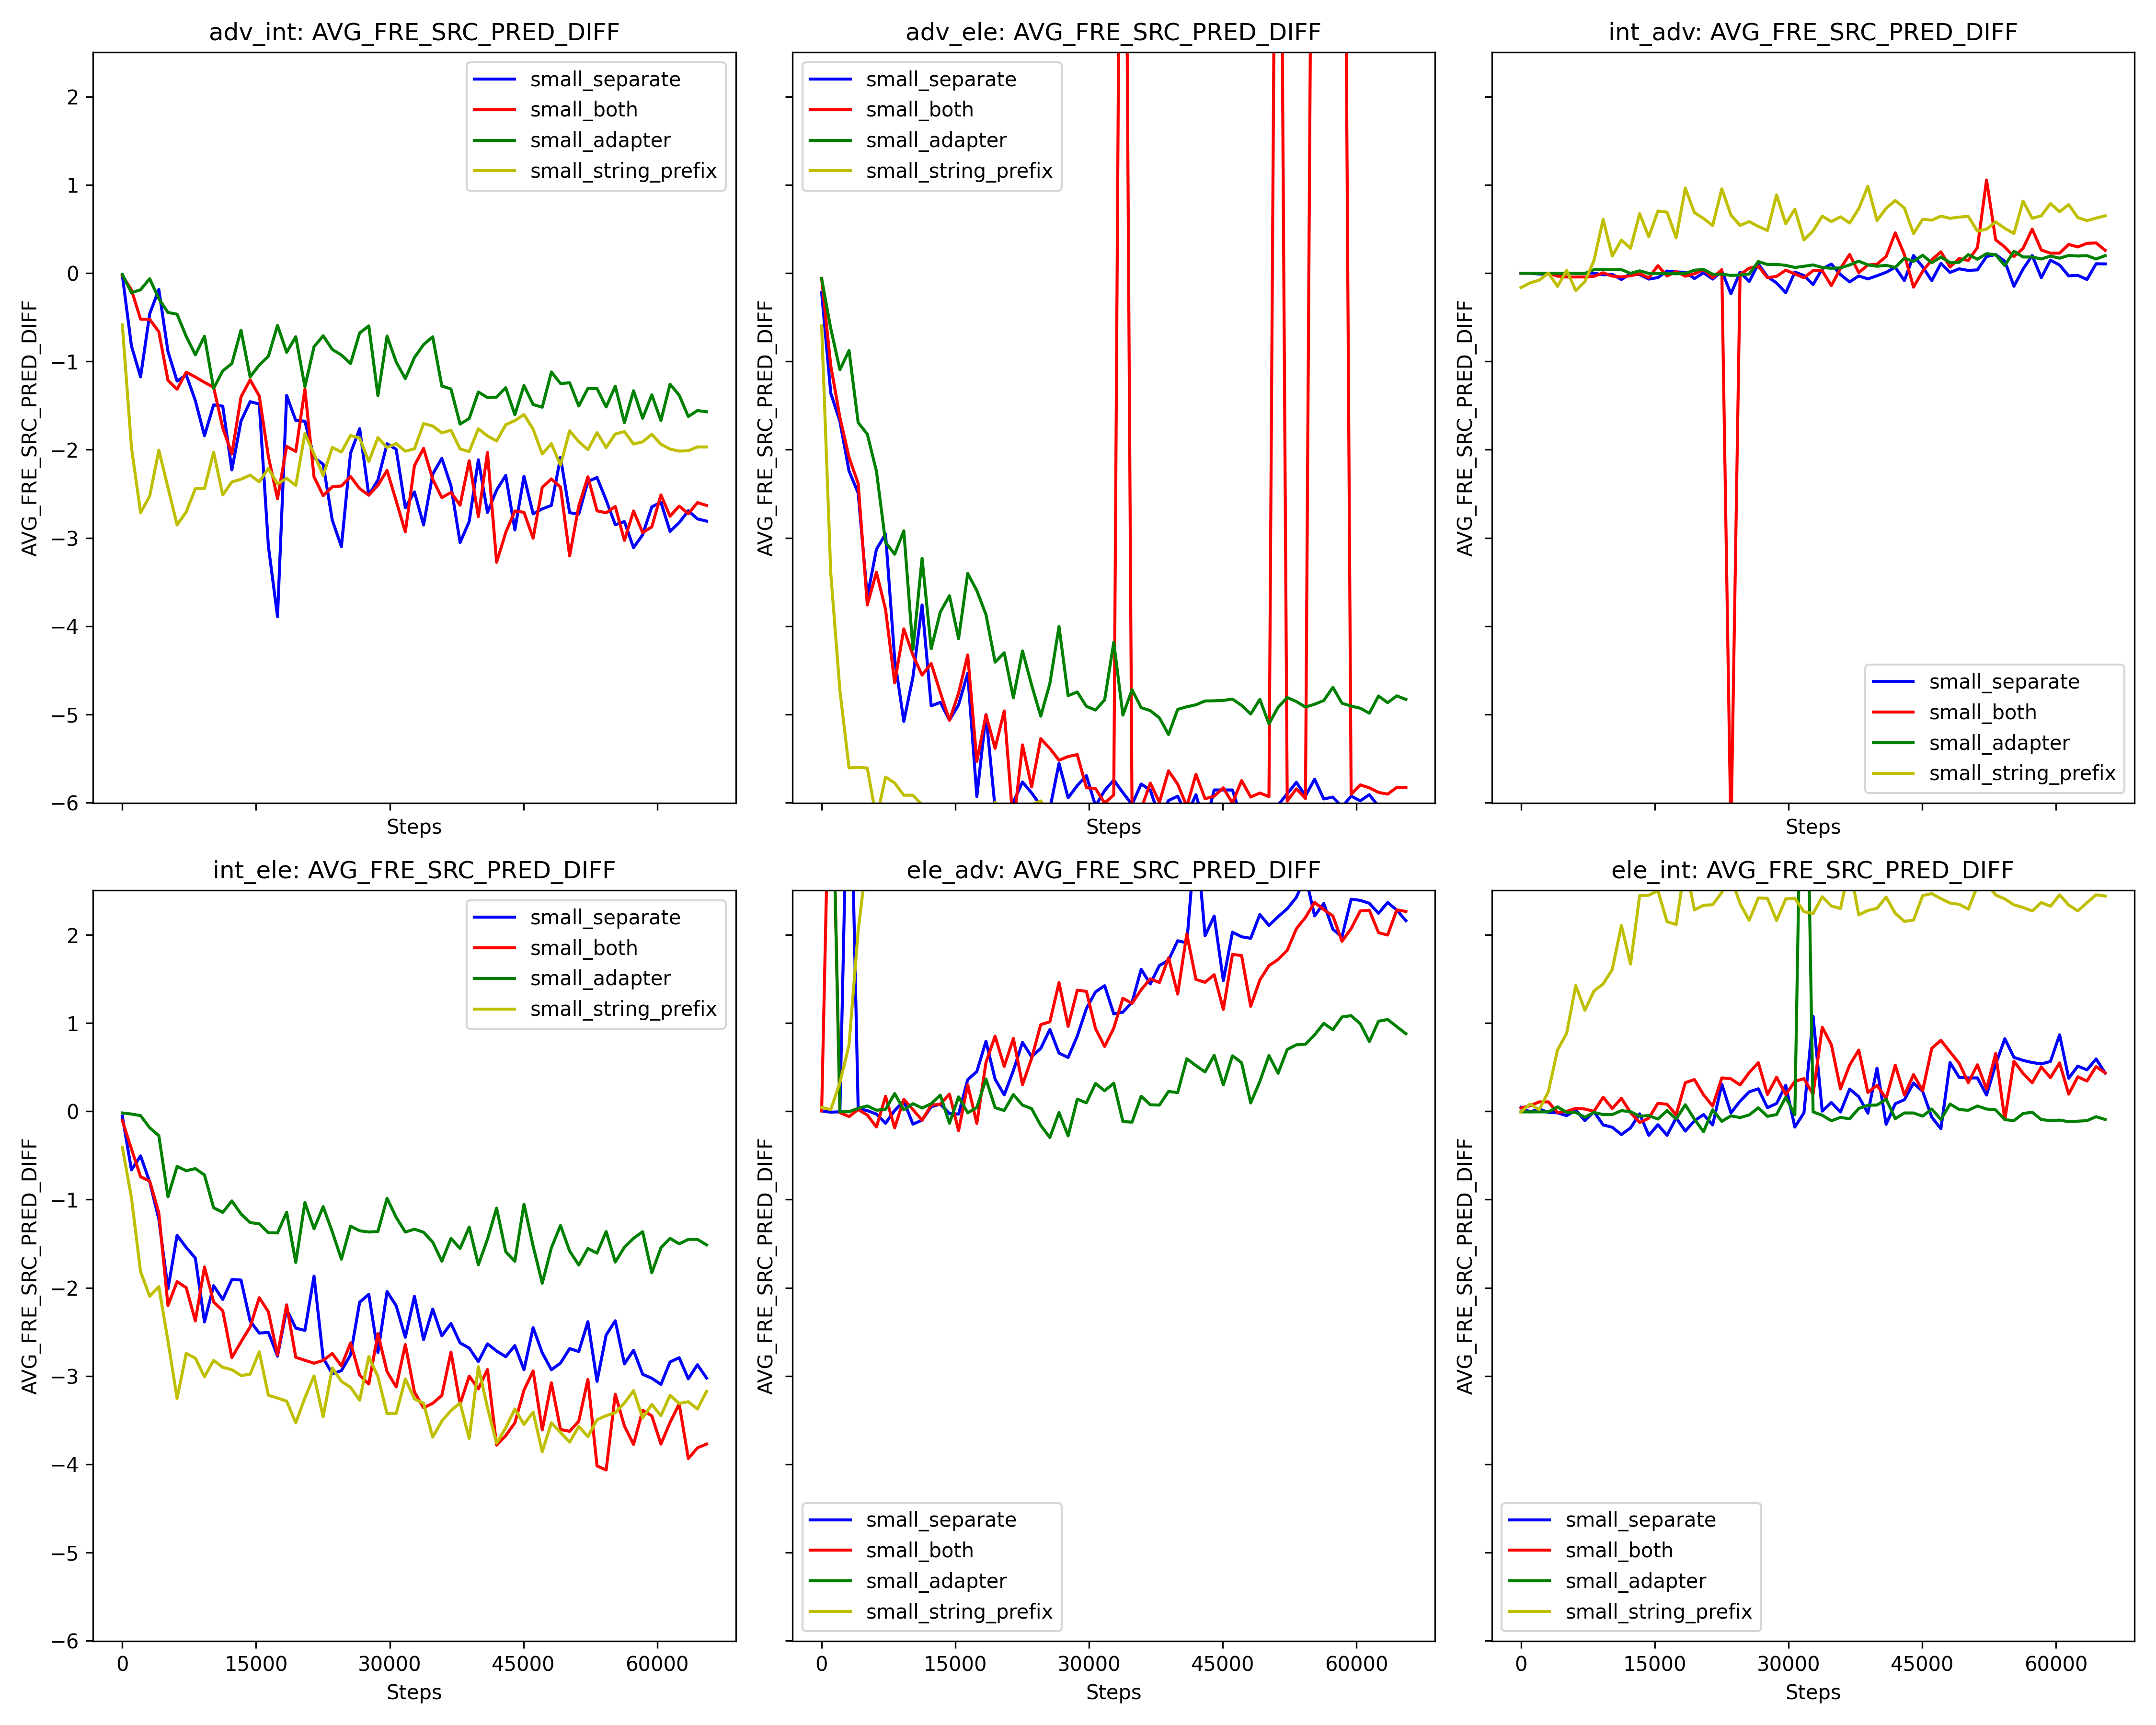 adv_int: AVG_FRE_SRC_PRED_DIFF
AVG_FRE_SRC_PRED_DIFF
2
1
0
−1
−2
−3
−4
−5
−6
small_separate
small_both
small_adapter
small_string_prefix
Steps
adv_ele: AVG_FRE_SRC_PRED_DIFF
AVG_FRE_SRC_PRED_DIFF
small_separate
small_both
small_adapter
small_string_prefix
Steps
int_adv: AVG_FRE_SRC_PRED_DIFF
AVG_FRE_SRC_PRED_DIFF
small_separate
small_both
small_adapter
small_string_prefix
Steps
int_ele: AVG_FRE_SRC_PRED_DIFF
AVG_FRE_SRC_PRED_DIFF
2
1
0
−1
−2
−3
−4
−5
−6
small_separate
small_both
small_adapter
small_string_prefix
0 15000 30000 45000 60000
Steps
ele_adv: AVG_FRE_SRC_PRED_DIFF
AVG_FRE_SRC_PRED_DIFF
small_separate
small_both
small_adapter
small_string_prefix
0 15000 30000 45000 60000
Steps
ele_int: AVG_FRE_SRC_PRED_DIFF
AVG_FRE_SRC_PRED_DIFF
small_separate
small_both
small_adapter
small_string_prefix
0 15000 30000 45000 60000
Steps